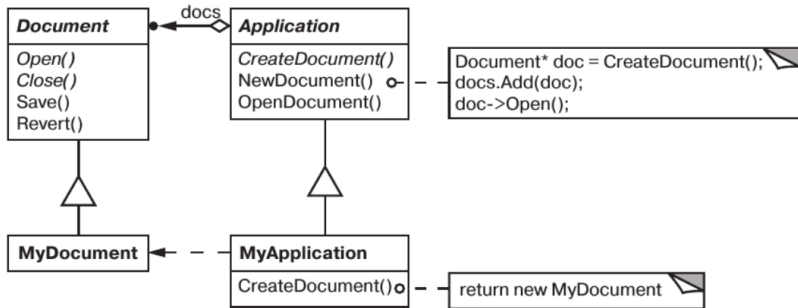 docs
Document
Open()
Close()
Save()
Revert()
Application
CreateDocument()
NewDocument()
OpenDocument()
Document* doc = CreateDocument();
docs.Add(doc);
doc->Open();
MyDocument
MyApplication
CreateDocument()
return new MyDocument